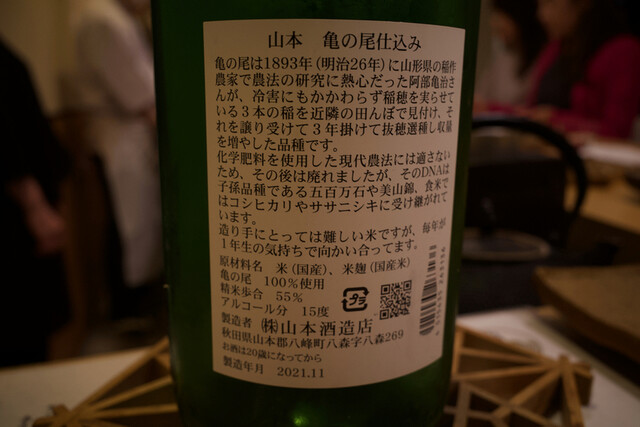 山本　亀の尾仕込み
亀の尾は1893年(明治26年)に山形県の稲作
農家で農法の研究に熱心だった阿部亀治さ
んが、冷害にもかかわらず稲穂を実らせて
いる3本の稲を近隣の田んぼで見付け、そ
れを譲り受けて3年掛けて抜穂選種し収量
を増やした品種です。
化学肥料を使用した現代農法には適さない
ため、その後は廃れましたが、そのDNAは
子孫品種である五百万石や美山錦、食米で
はコシヒカリやササニシキに受け継がれて
います。
造り手にとっては難しい米ですが、毎年が
1年生の気持ちで向かい合ってます。
原材料名　米(国産)、米麹(国産米)
亀の尾　100%使用
精米歩合　55%
アルコール分　15度
プラ
製造者　㈱山本酒造店
秋田県山本郡八峰町八森字八森269
お酒は20歳になってから
製造年月　2021.11